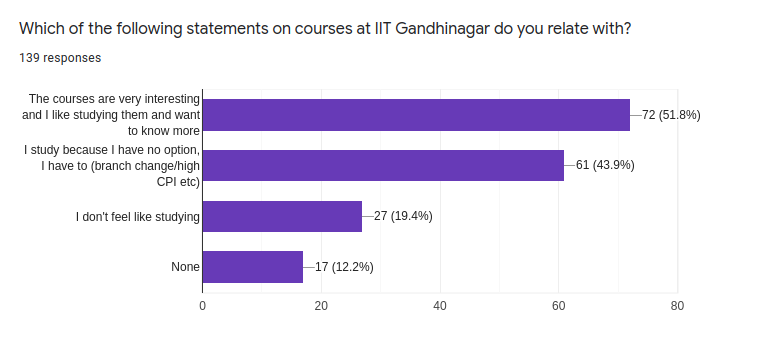 Which of the following statements on courses at IIT Gandhinagar do you relate with?
139 responses
The courses are very interesting
and I like studying them and want
to know more
72 (51.8%)
I study because I have no option,
I have to (branch change/high
CPI etc)
61 (43.9%)
I don't feel like studying
27 (19.4%)
None
17 (12.2%)
0 20 40 60 80